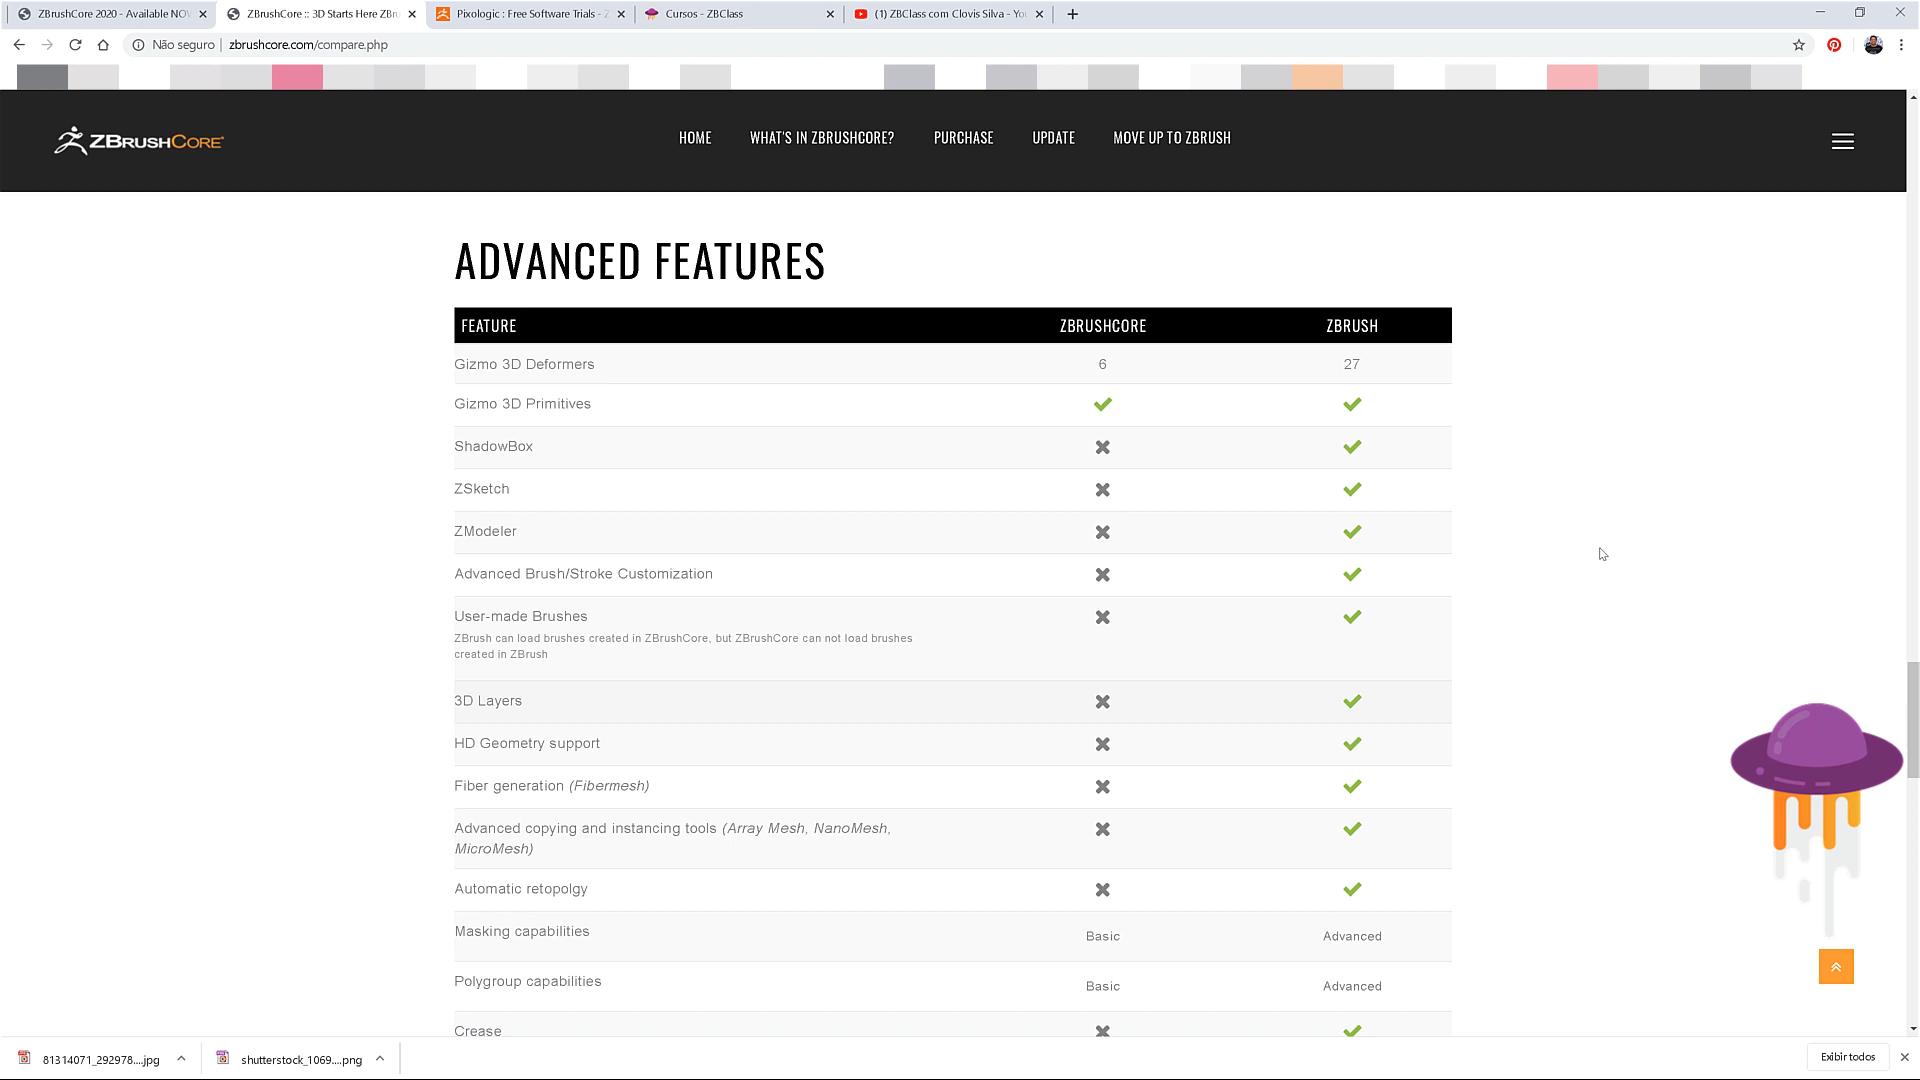 ZBrushCore 2020 - Available NO
ZBrushCore :: 3D Starts Here ZBr
Pixologic : Free Software Trials - Z
Cursos - ZBClass
(1) ZBClass com Clovis Silva - Yo
Não seguro
zbrushcore.com/compare.php
ZBRUSHCORE
HOME
WHAT'S IN ZBRUSHCORE?
PURCHASE
UPDATE
MOVE UP TO ZBRUSH
ADVANCED FEATURES
FEATURE ZBRUSHCORE ZBRUSH
Gizmo 3D Deformers 6 27
Gizmo 3D Primitives
ShadowBox
ZSketch
ZModeler
Advanced Brush/Stroke Customization
User-made Brushes
ZBrush can load brushes created in ZBrushCore, but ZBrushCore can not load brushes
created in ZBrush
3D Layers
HD Geometry support
Fiber generation (Fibermesh)
Advanced copying and instancing tools (Array Mesh, NanoMesh,
MicroMesh)
Automatic retopolgy
Masking capabilities Basic Advanced
Polygroup capabilities Basic Advanced
Crease
81314071_292978....jpg
shutterstock_1069....png
Exibir todos